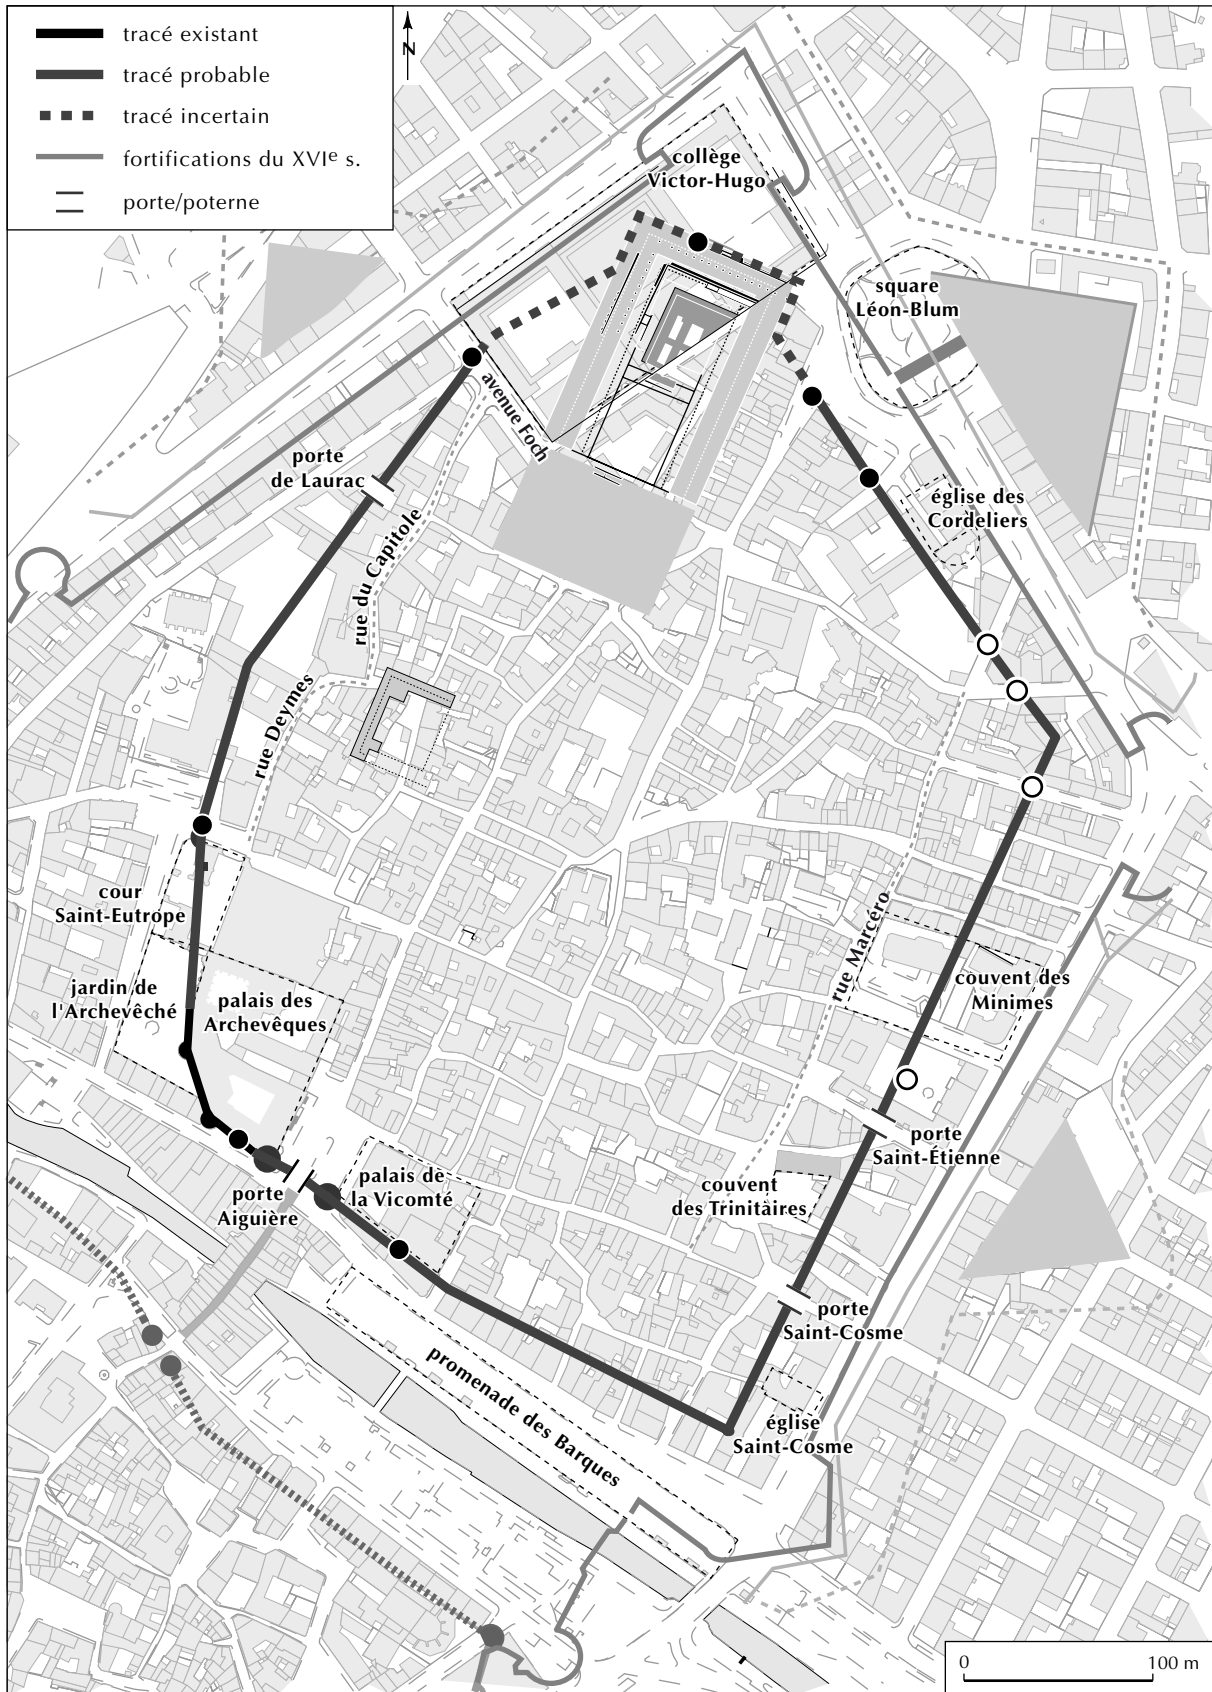 tracé existant
tracé probable
tracé incertain
fortifications du XVIe s.
porte/poterne
N
collège
Victor-Hugo
square
Léon-Blum
avenue Foch
porte
de Laurac
église des
Cordeliers
rue du Capitole
rue Deymes
cour
Saint-Eutrope
rue Marcéro
jardin de
l'Archevêché
palais des
Archevêques
couvent des
Minimes
porte
Saint-Étienne
palais de
la Vicomté
couvent
des Trinitaires
porte
Aiguière
porte
Saint-Cosme
promenade des Barques
église
Saint-Cosme
0 100 m